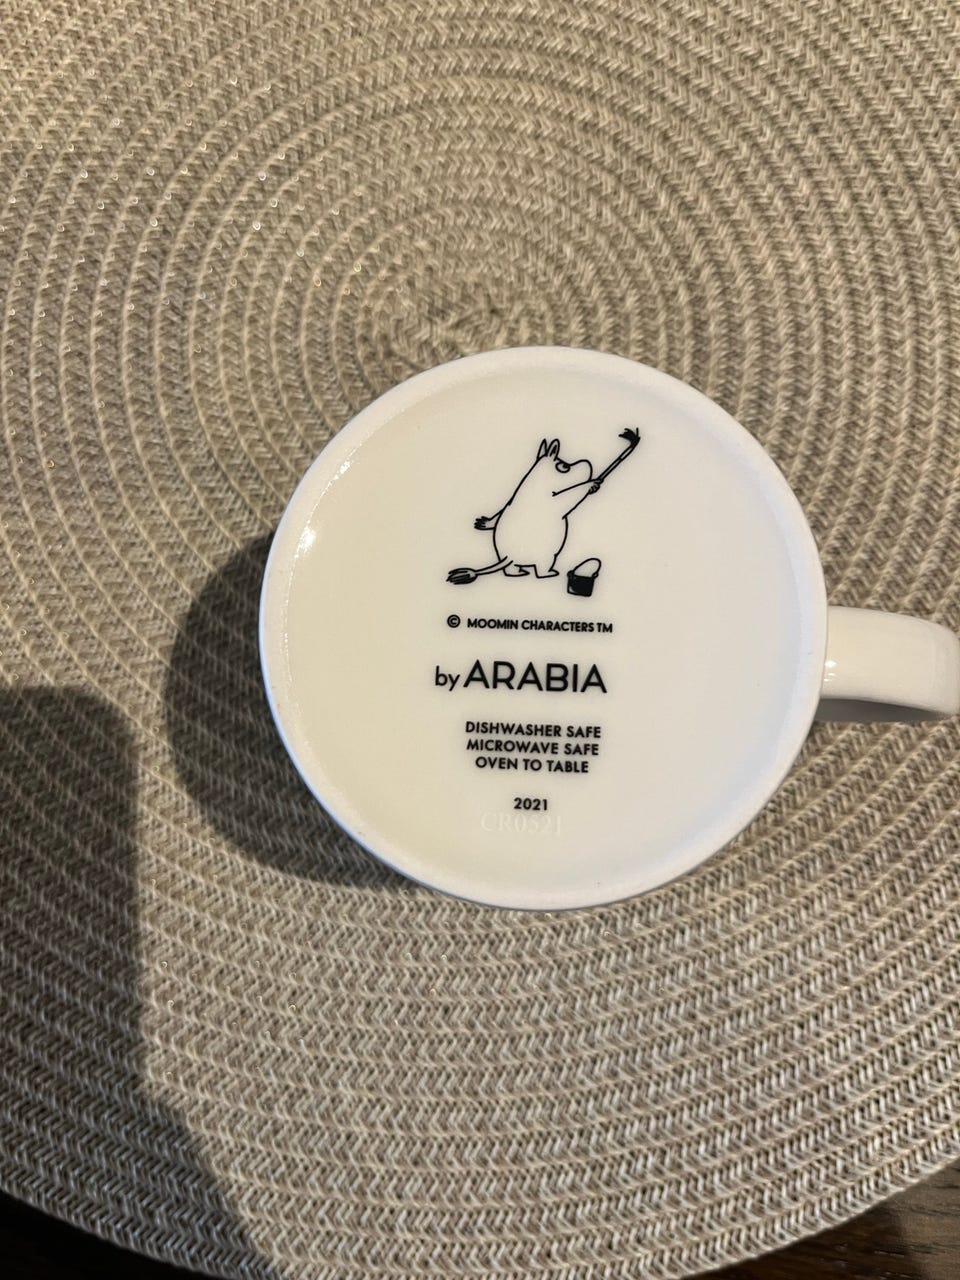 © MOOMIN CHARACTERS TM
by ARABIA
DISHWASHER SAFE
MICROWAVE SAFE
OVEN TO TABLE
2021
CR0521